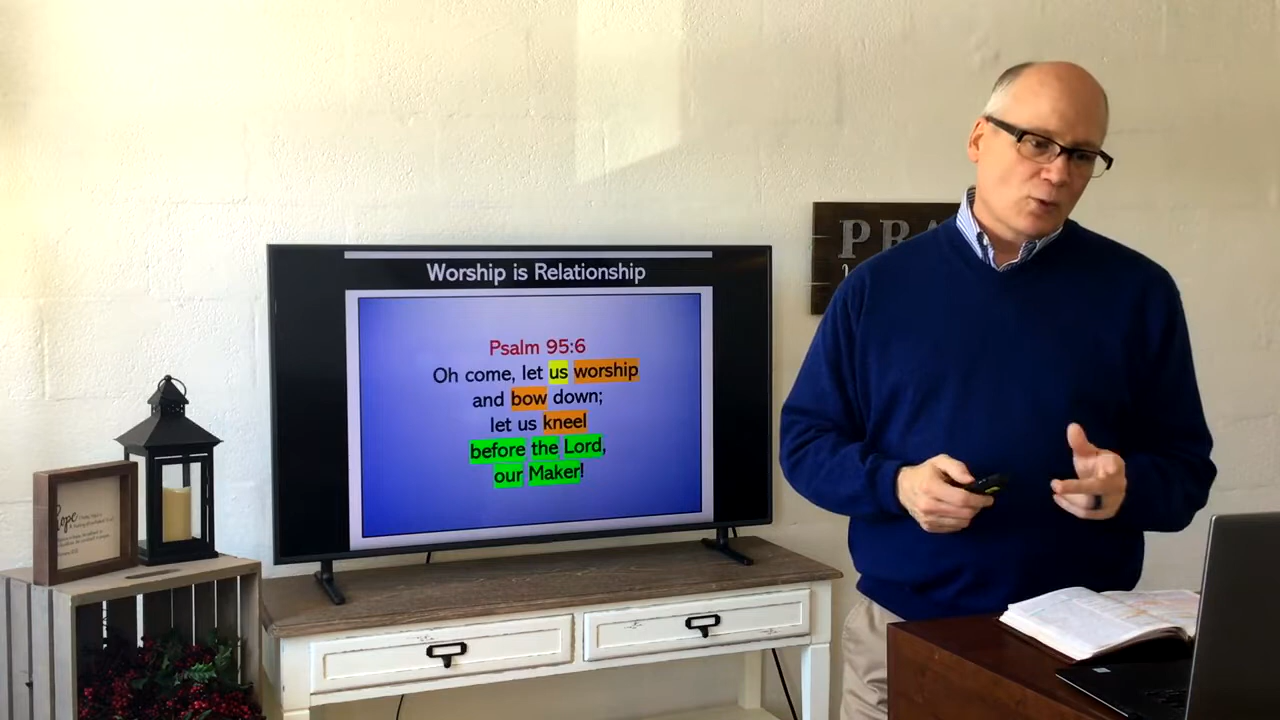 Worship is Relationship
Psalm 95:6
Oh come, let us worship
and bow down;
let us kneel
before the Lord,
our Maker!
hope